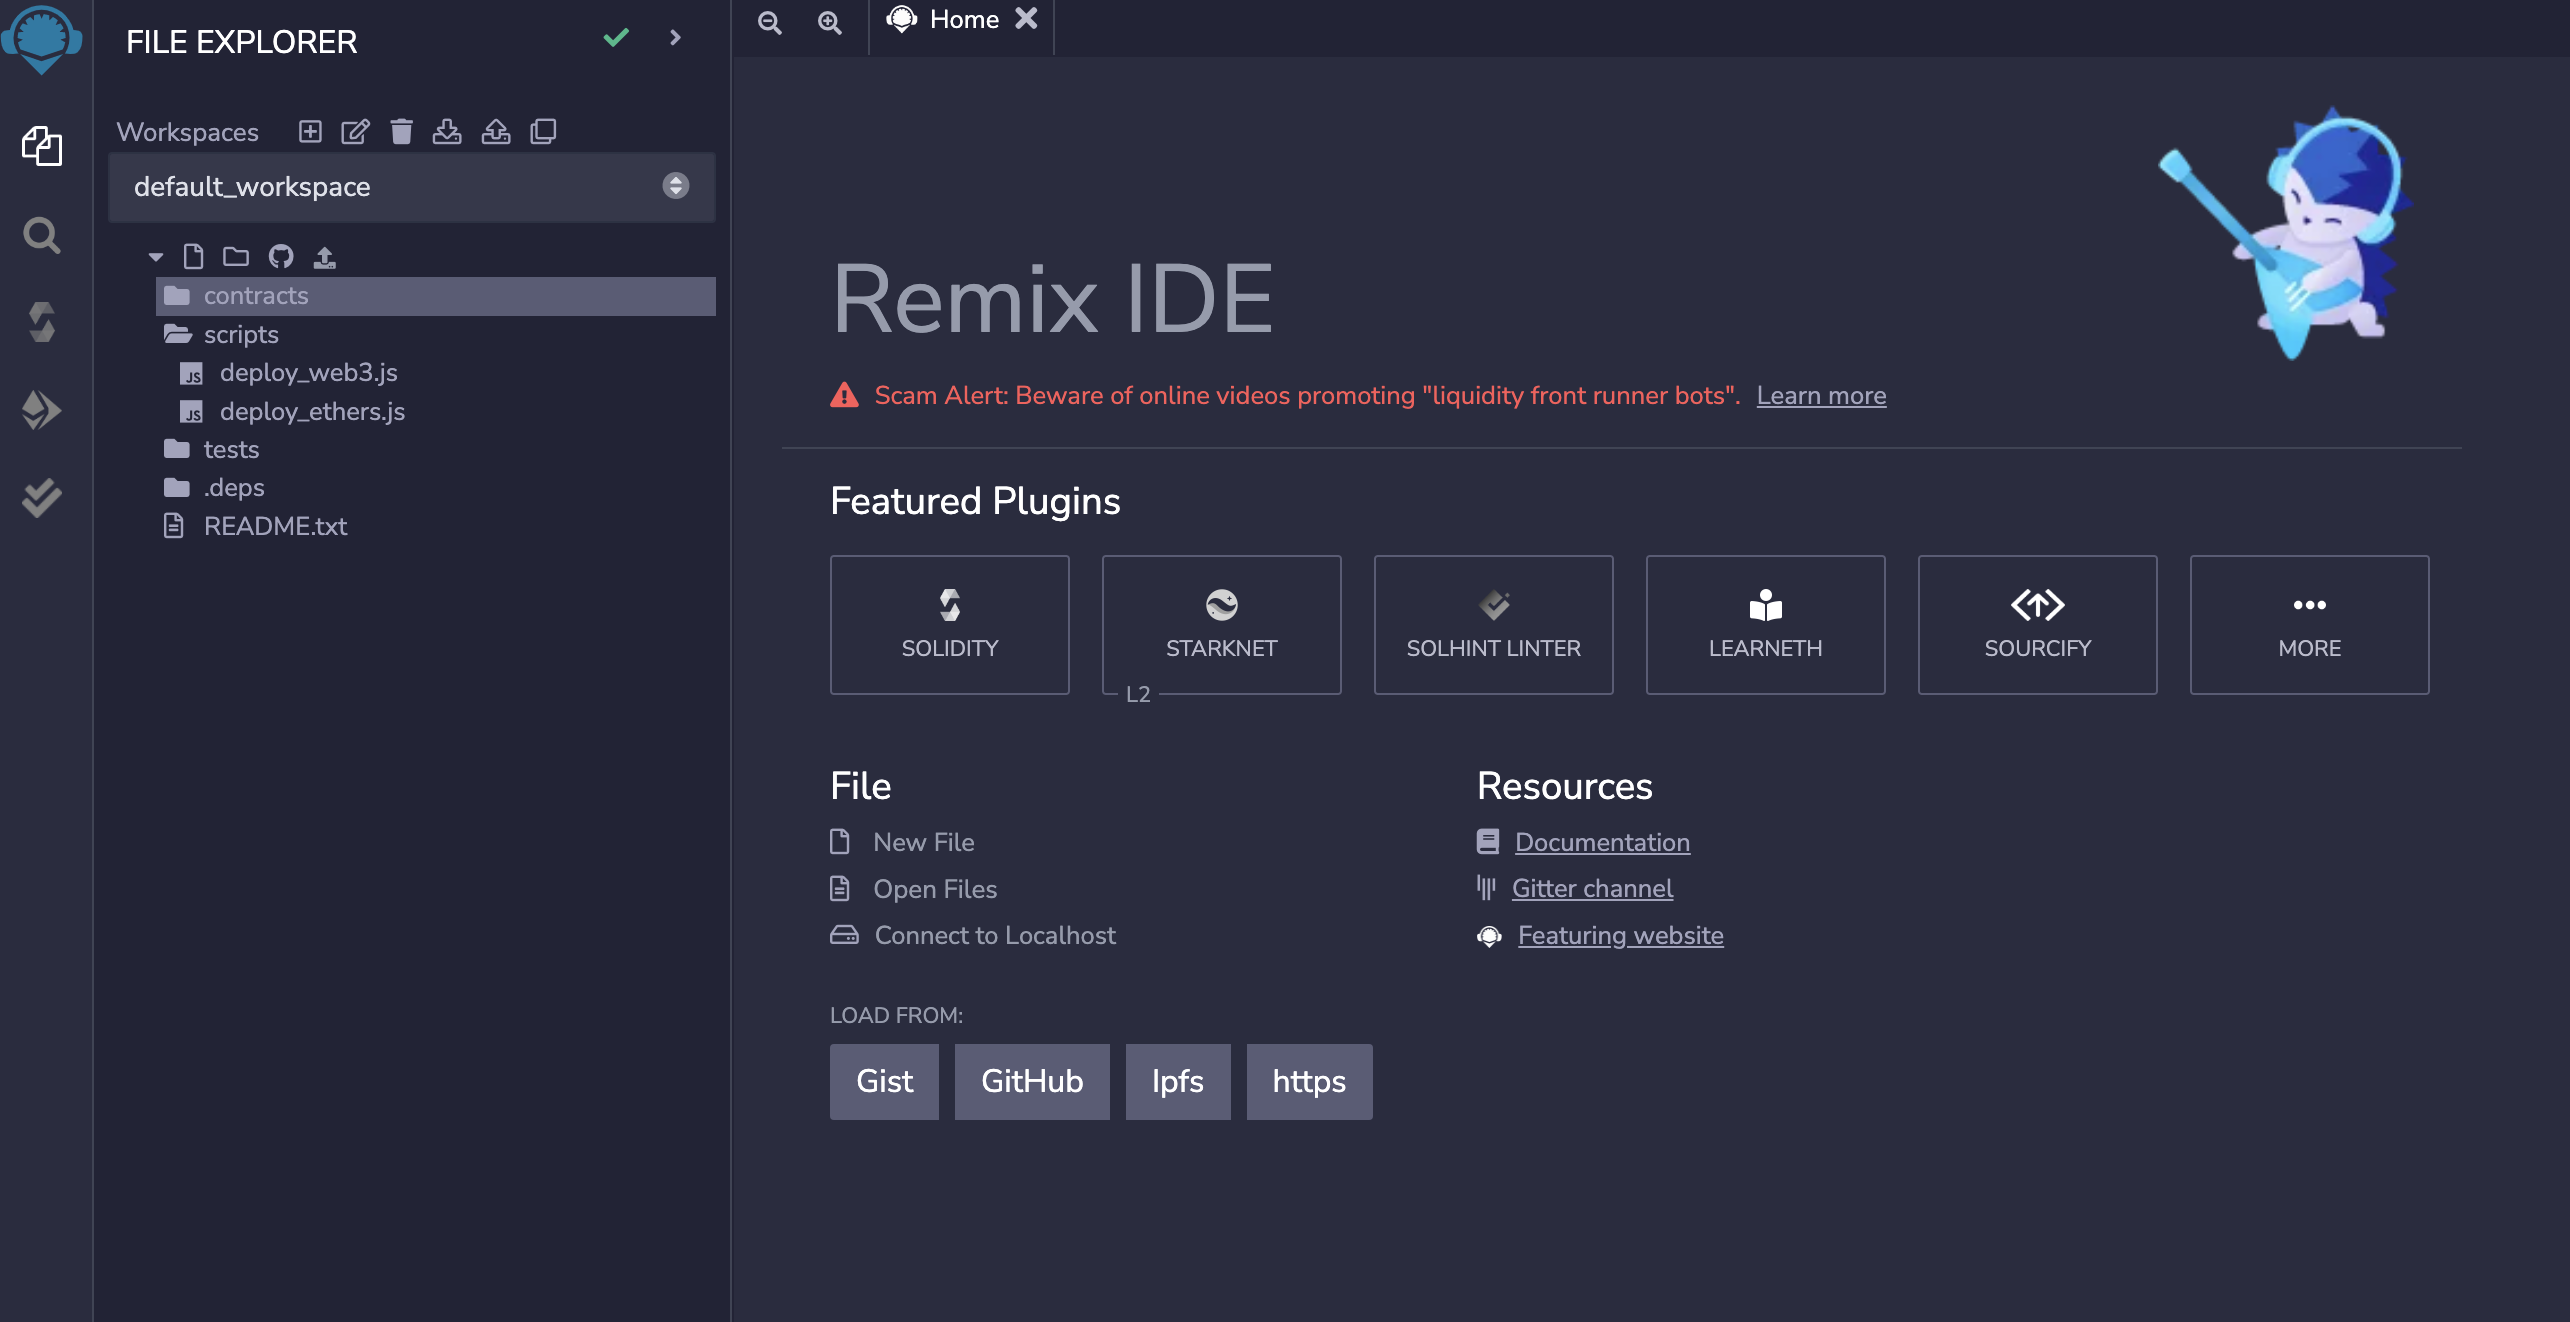 FILE EXPLORER
Workspaces
default_workspace
contracts
scripts
JS deploy_web3.js
JS deploy_ethers.js
tests
.deps
README.txt
Home
Remix IDE
Scam Alert: Beware of online videos promoting "liquidity front runner bots". Learn more
Featured Plugins
SOLIDITY
STARKNET
L2
SOLHINT LINTER
LEARNETH
SOURCIFY
MORE
File
New File
Open Files
Connect to Localhost
LOAD FROM:
Gist
GitHub
Ipfs
https
Resources
Documentation
Gitter channel
Featuring website